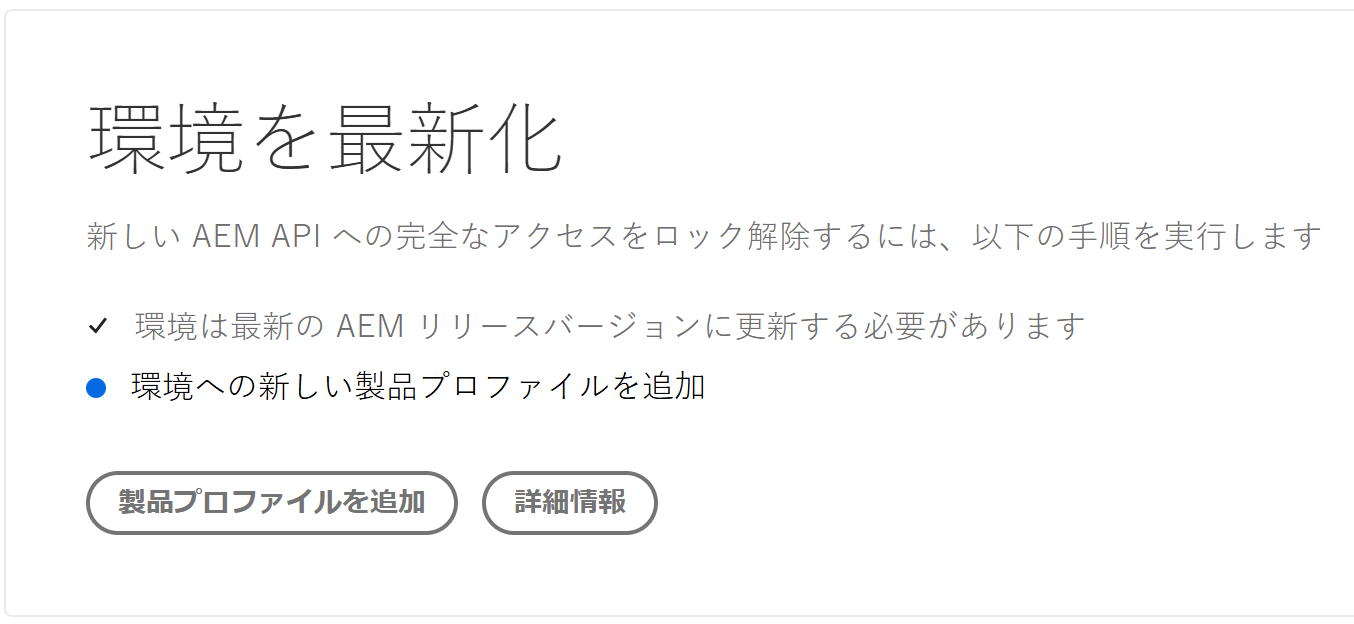 環境を最新化
新しい AEM API への完全なアクセスをロック解除するには、以下の手順を実行します
環境は最新の AEM リリースバージョンに更新する必要があります
環境への新しい製品プロファイルを追加
製品プロファイルを追加
詳細情報